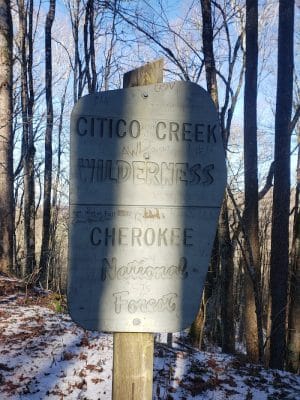 CITICO CREEK
WILDERNESS
CHEROKEE
National
Forest